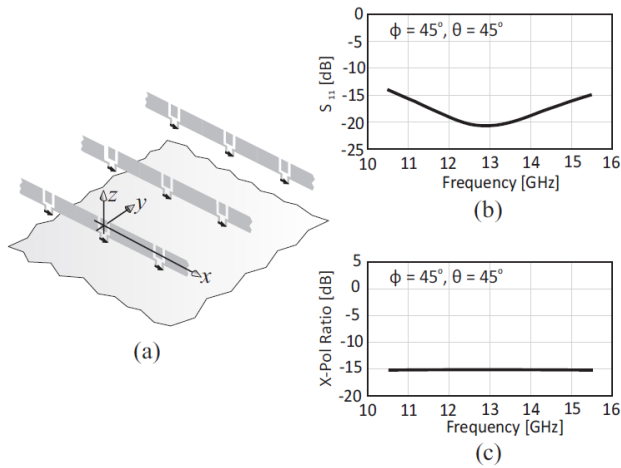 z
y
x
(a)
0
-5
-10
-15
-20
-25
S 11 [dB]
ϕ = 45°, θ = 45°
10 11 12 13 14 15 16
Frequency [GHz]
(b)
5
0
-5
-10
-15
-20
X-Pol Ratio [dB]
ϕ = 45°, θ = 45°
10 11 12 13 14 15 16
Frequency [GHz]
(c)